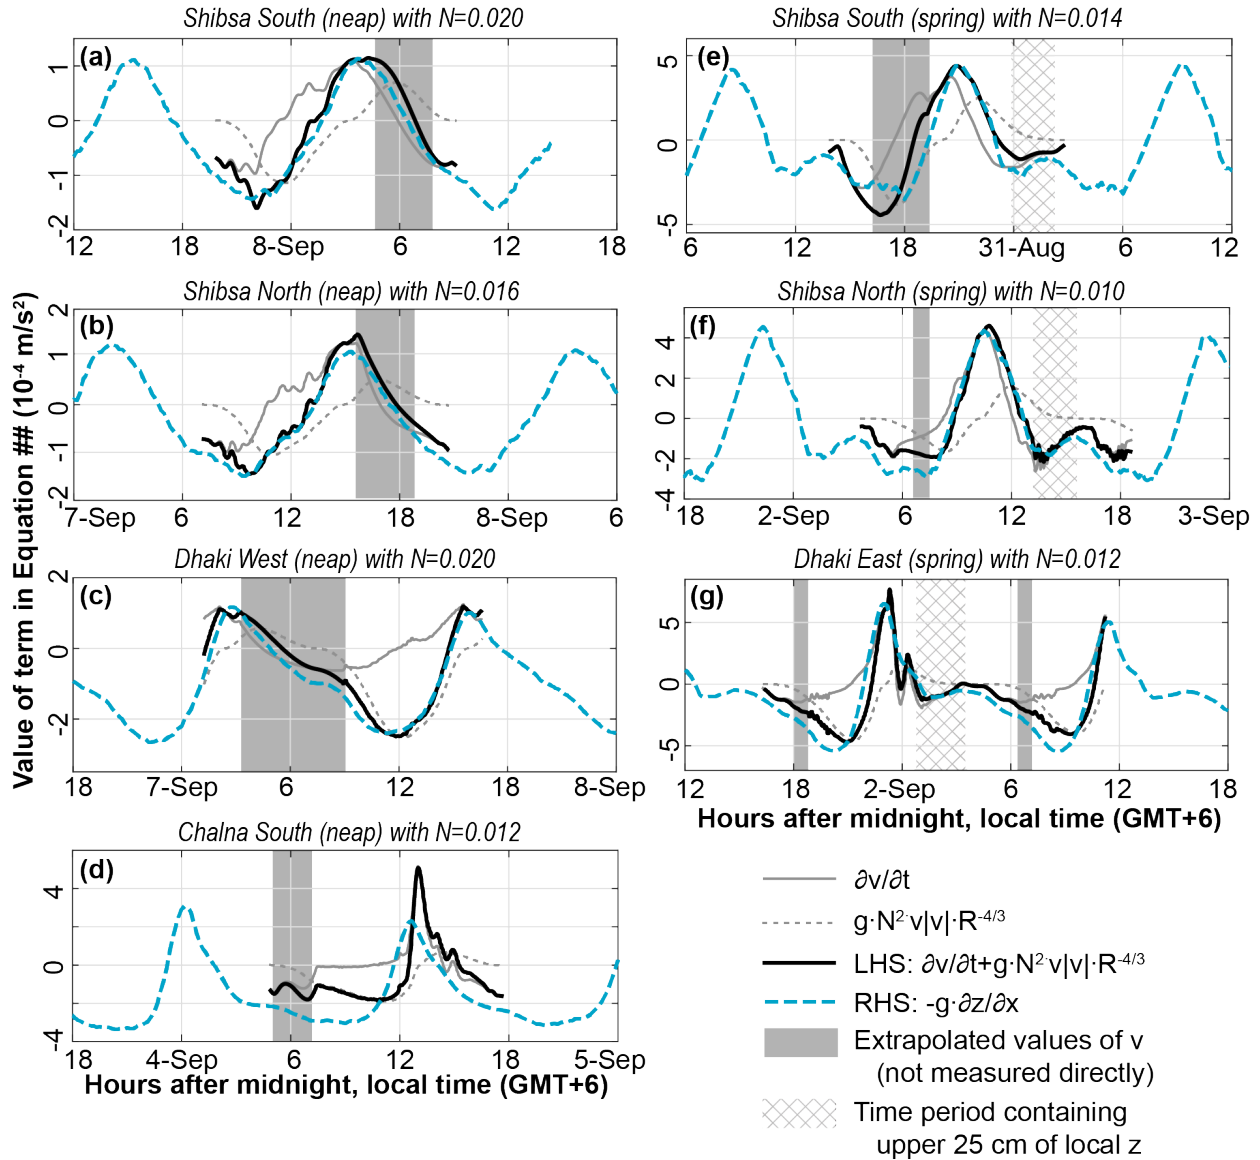 Shibsa South (neap) with N=0.020
(a)
1
0
-1
-2
12 18 8-Sep 6 12 18
Shibsa North (neap) with N=0.016
(b)
2
1
0
-1
-2
7-Sep 6 12 18 8-Sep 6
Dhaki West (neap) with N=0.020
(c)
2
0
-2
18 7-Sep 6 12 18 8-Sep
Chalna South (neap) with N=0.012
(d)
4
0
-4
18 4-Sep 6 12 18 5-Sep
Hours after midnight, local time (GMT+6)
Value of term in Equation ## (10⁻⁴ m/s²)
Shibsa South (spring) with N=0.014
(e)
5
0
-5
6 12 18 31-Aug 6 12
Shibsa North (spring) with N=0.010
(f)
4
2
0
-2
-4
18 2-Sep 6 12 18 3-Sep
Dhaki East (spring) with N=0.012
(g)
5
0
-5
12 18 2-Sep 6 12 18
Hours after midnight, local time (GMT+6)
∂v/∂t
g·N²·v|v|·R⁻⁴/³
LHS: ∂v/∂t+g·N²·v|v|·R⁻⁴/³
RHS: -g·∂z/∂x
Extrapolated values of v
(not measured directly)
Time period containing
upper 25 cm of local z